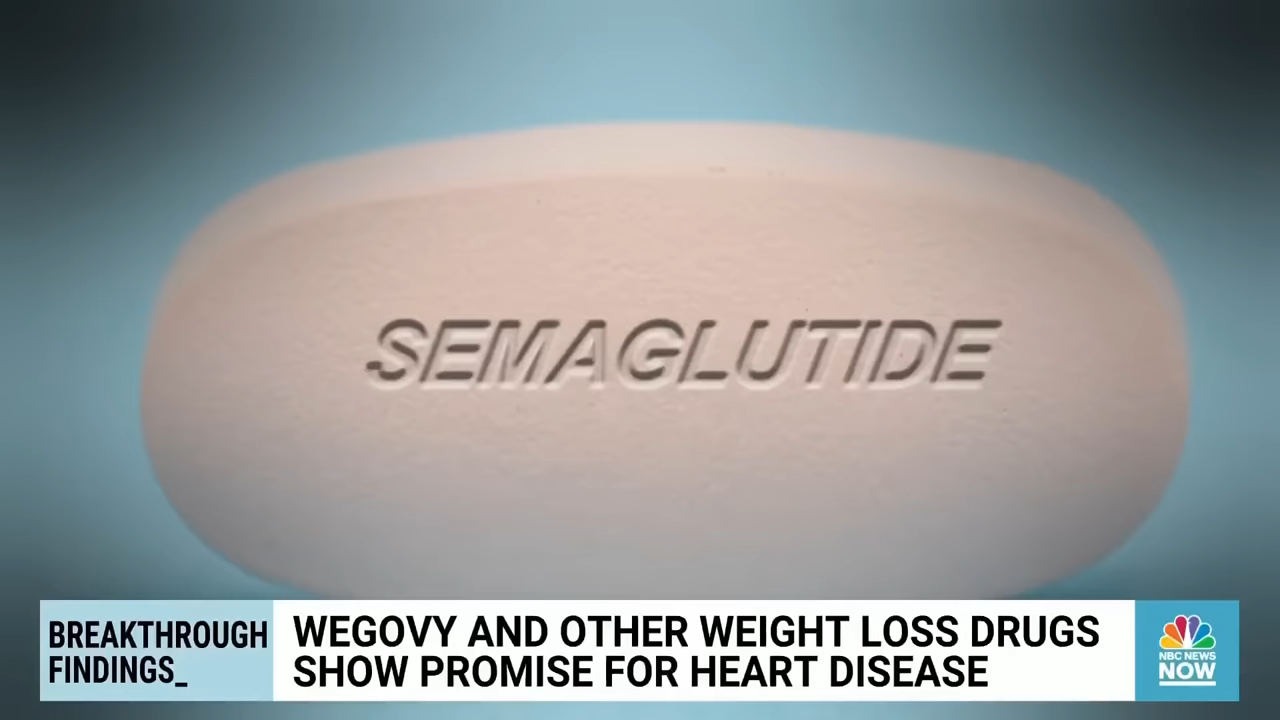 SEMAGLUTIDE
BREAKTHROUGH
FINDINGS_
WEGOVY AND OTHER WEIGHT LOSS DRUGS
SHOW PROMISE FOR HEART DISEASE
NBC NEWS
NOW